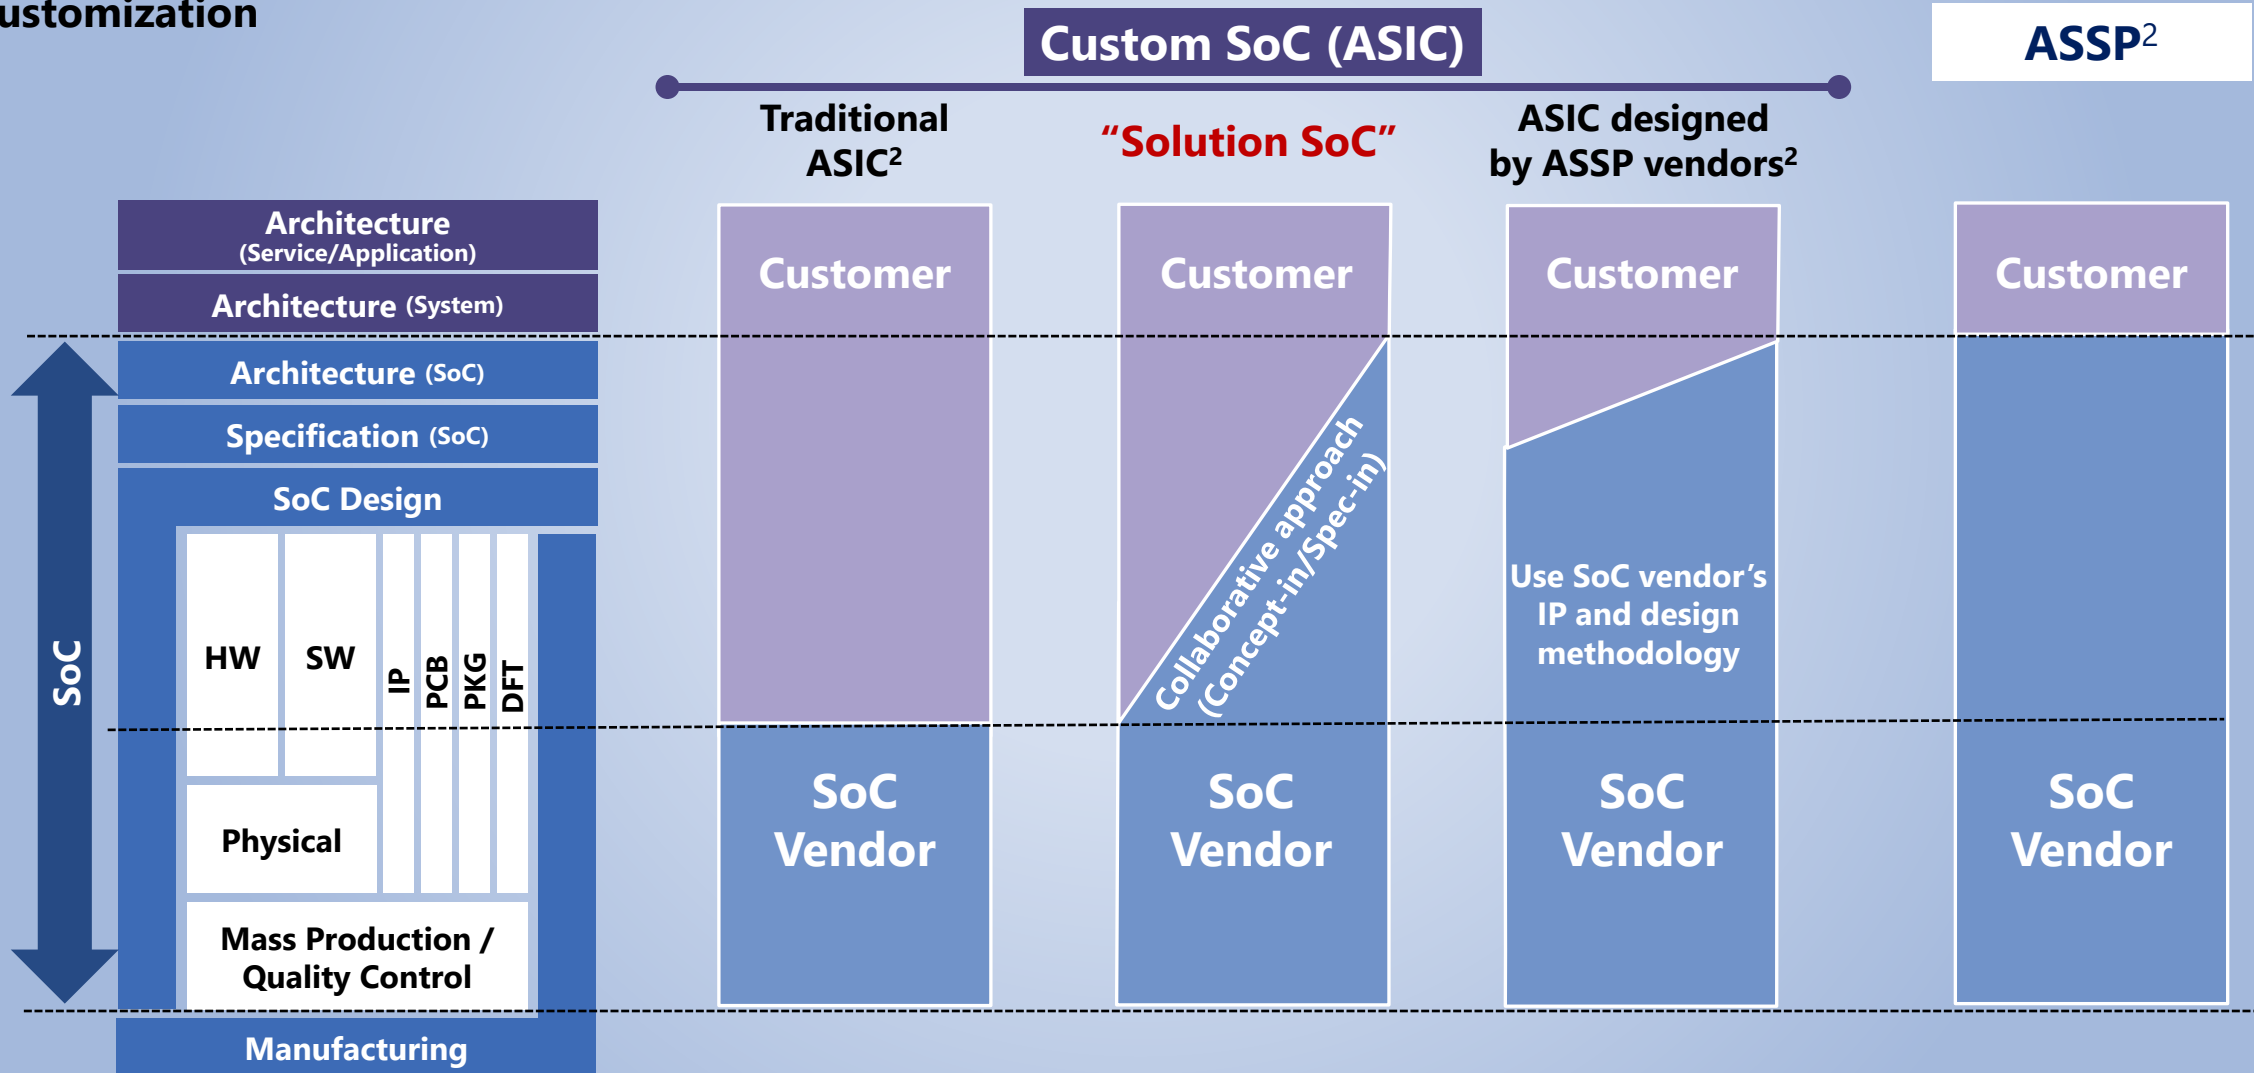 Custom SoC (ASIC)
ASSP²
Traditional
ASIC²
“Solution SoC”
ASIC designed
by ASSP vendors²
Architecture
(Service/Application)
Architecture (System)
Architecture (SoC)
Specification (SoC)
SoC Design
HW
SW
IP
PCB
PKG
DFT
Physical
Mass Production /
Quality Control
Manufacturing
SoC
Customer
SoC
Vendor
Customer
Collaborative approach
(Concept-in/Spec-in)
SoC
Vendor
Customer
Use SoC vendor’s
IP and design
methodology
SoC
Vendor
Customer
SoC
Vendor